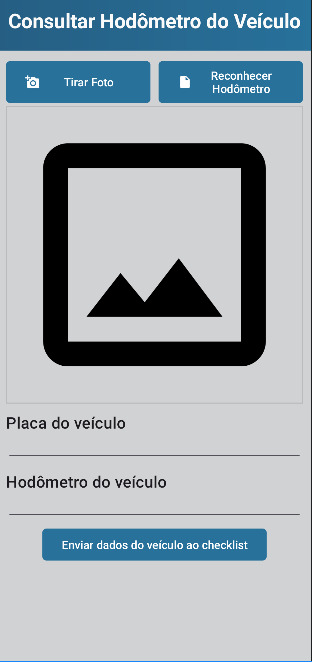 Consultar Hodômetro do Veículo
Tirar Foto
Reconhecer
Hodômetro
Placa do veículo
Hodômetro do veículo
Enviar dados do veículo ao checklist